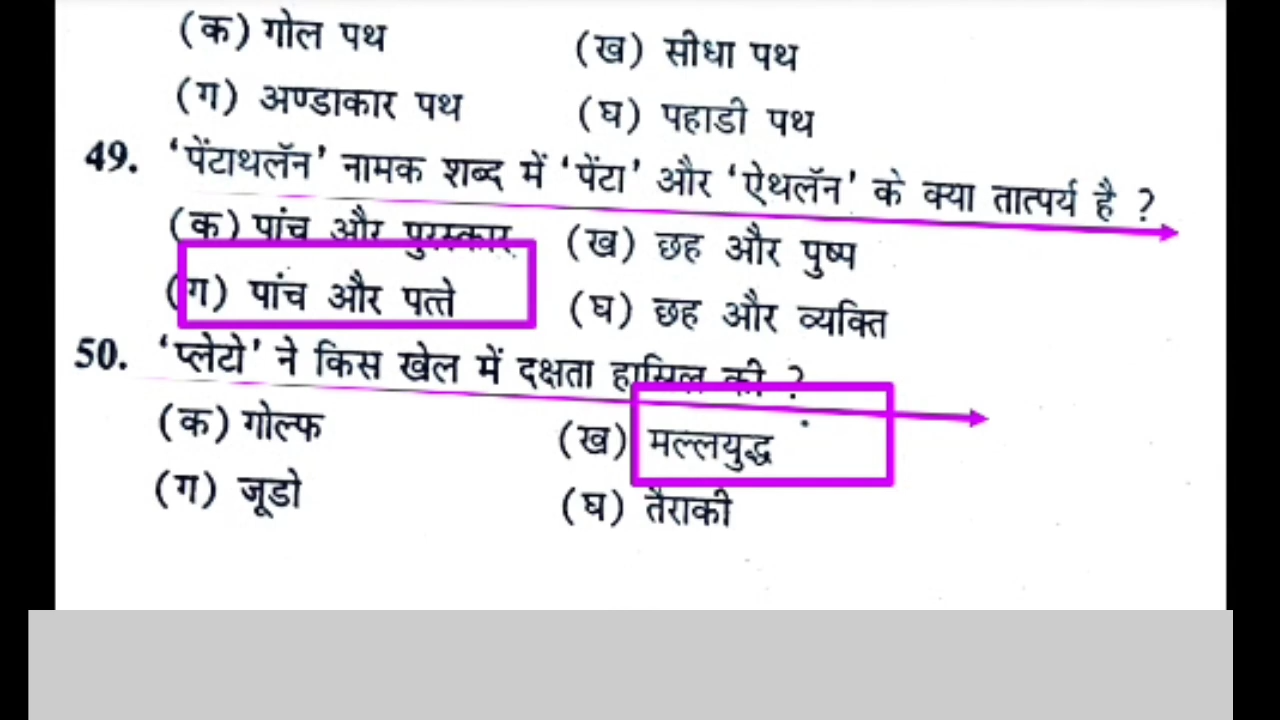 (क) गोल पथ (ख) सीधा पथ
(ग) अण्डाकार पथ (घ) पहाडी पथ
49. ‘पेंटाथलॅन’ नामक शब्द में ‘पेंटा’ और ‘ऐथलॅन’ के क्या तात्पर्य है ?
(क) पांच और पुरस्कार (ख) छह और पुष्प
(ग) पांच और पत्ते (घ) छह और व्यक्ति
50. ‘प्लेटो’ ने किस खेल में दक्षता हासिल की ?
(क) गोल्फ (ख) मल्लयुद्ध
(ग) जूडो (घ) तैराकी